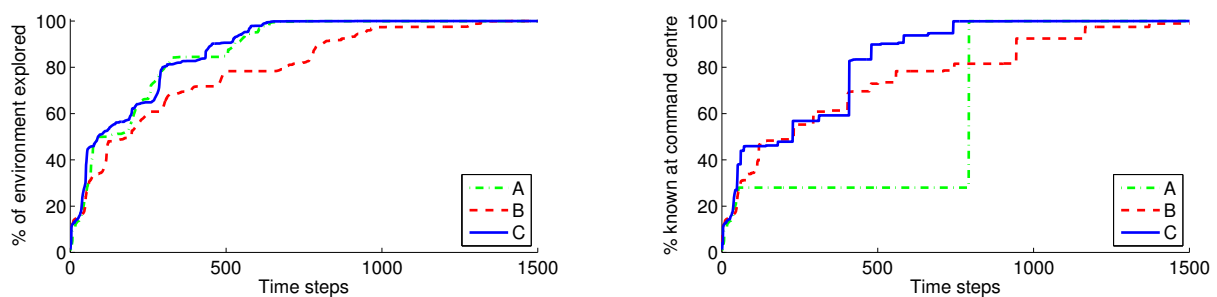 % of environment explored
100
80
60
40
20
0
0 500 1000 1500
Time steps
A
B
C
% known at command centre
100
80
60
40
20
0
0 500 1000 1500
Time steps
A
B
C